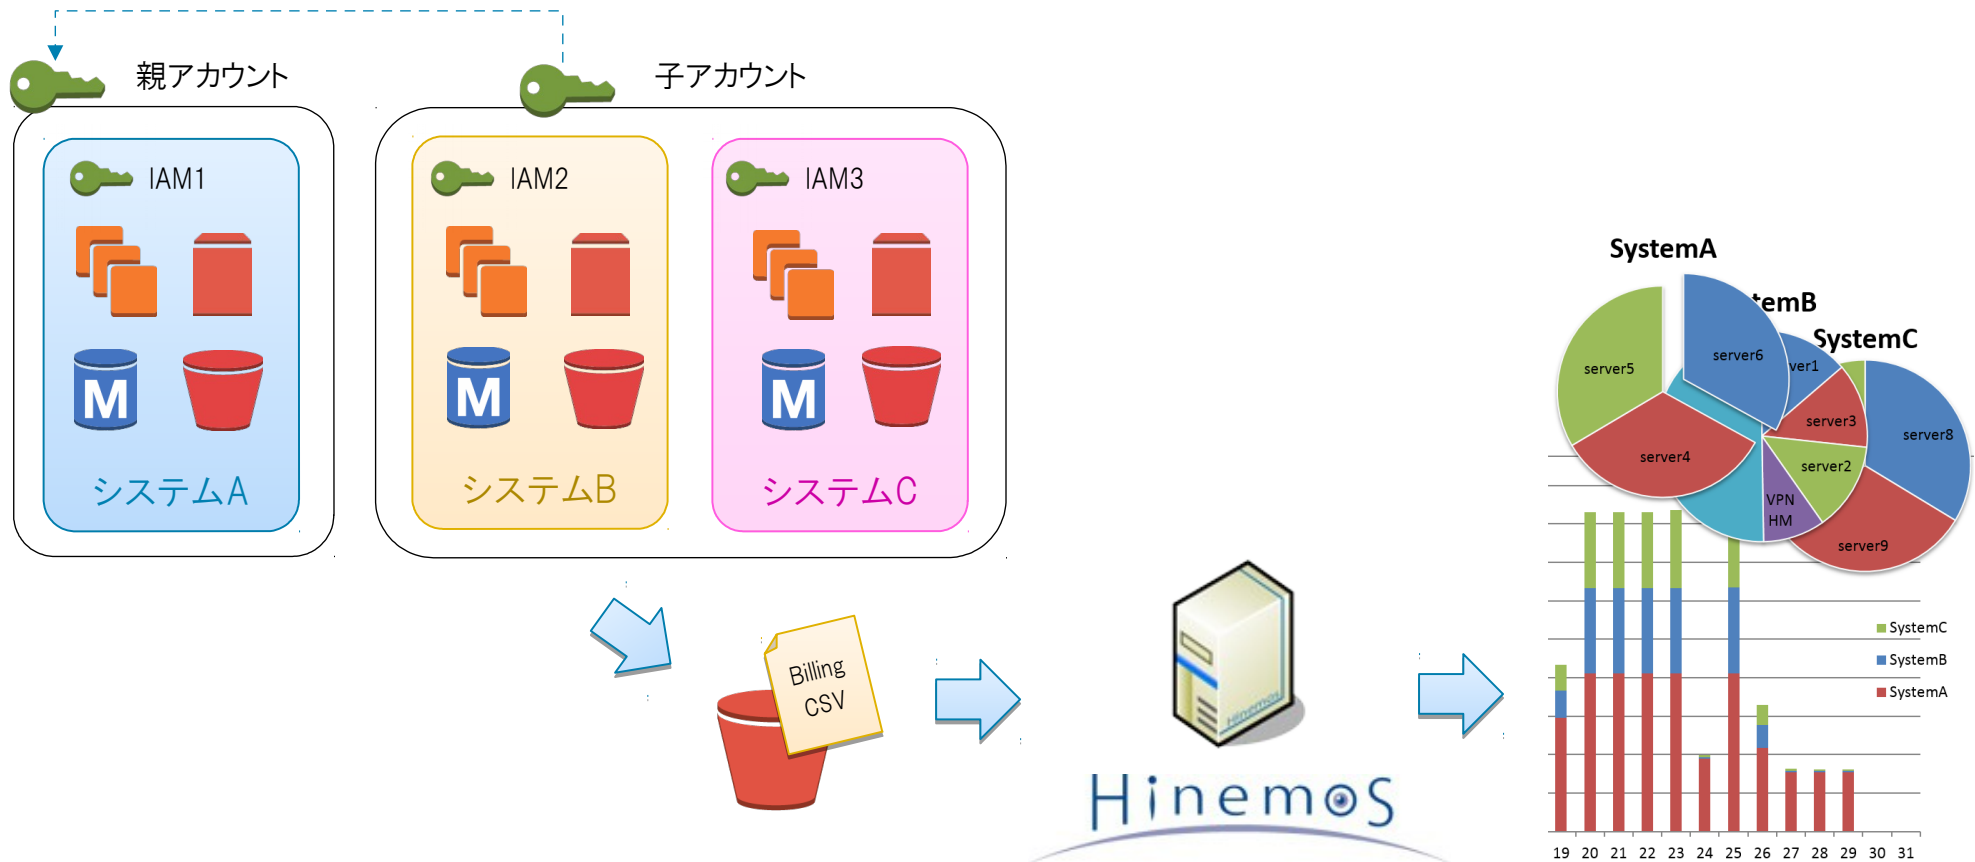 親アカウント
子アカウント
IAM1
IAM2
IAM3
M
M
M
システムA
システムB
システムC
Billing
CSV
Hinemos
Hinemos
SystemA
temB
SystemC
server5
server6
server4
ver1
server3
server2
VPN
HM
server8
server9
SystemC
SystemB
SystemA
19 20 21 22 23 24 25 26 27 28 29 30 31